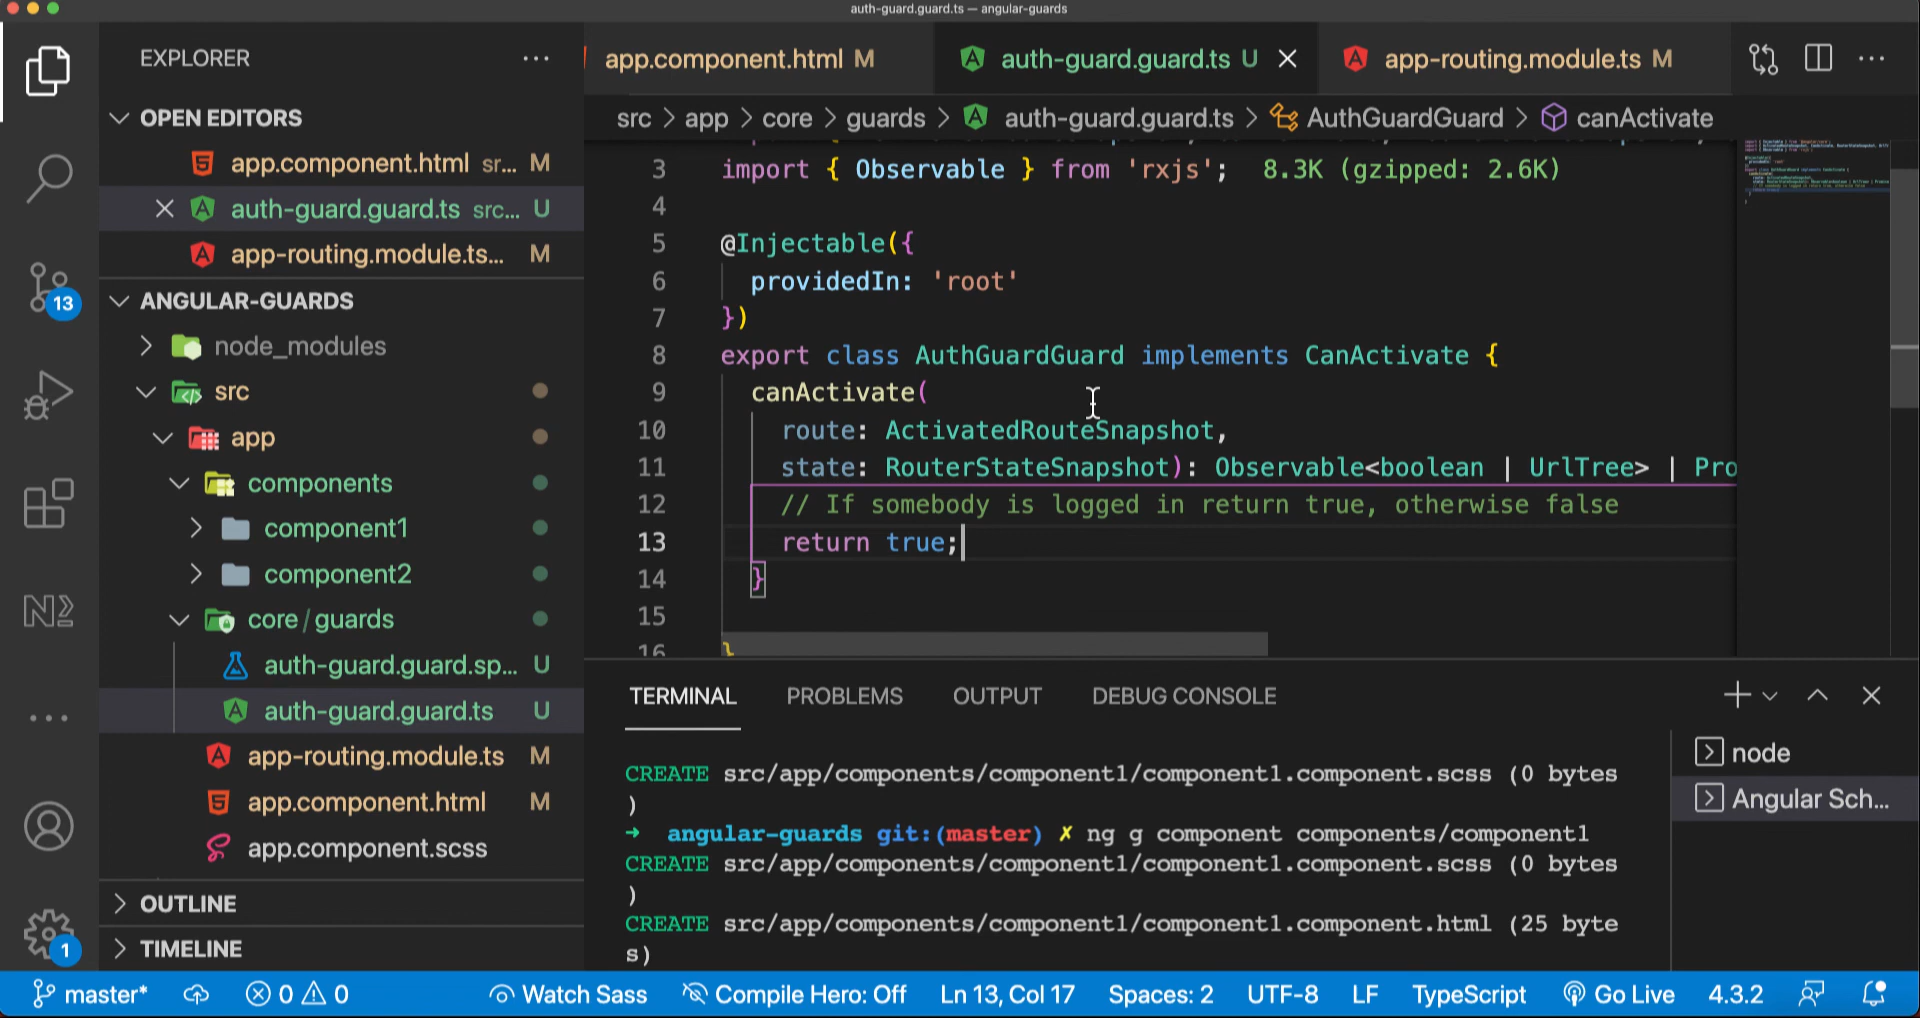 auth-guard.guard.ts — angular-guards
EXPLORER
OPEN EDITORS
app.component.html sr... M
auth-guard.guard.ts src... U
app-routing.module.ts... M
ANGULAR-GUARDS
node_modules
src
app
components
component1
component2
core/guards
auth-guard.guard.sp... U
auth-guard.guard.ts U
app-routing.module.ts M
app.component.html M
app.component.scss
OUTLINE
TIMELINE
13
1
app.component.html M
auth-guard.guard.ts U
app-routing.module.ts M
src > app > core > guards > auth-guard.guard.ts > AuthGuardGuard > canActivate
3 import { Observable } from 'rxjs'; 8.3K (gzipped: 2.6K)
4
5 @Injectable({
6 providedIn: 'root'
7 })
8 export class AuthGuardGuard implements CanActivate {
9 canActivate(
10 route: ActivatedRouteSnapshot,
11 state: RouterStateSnapshot): Observable<boolean | UrlTree> | Pro
12 // If somebody is logged in return true, otherwise false
13 return true;
14 }
15
16 }
TERMINAL PROBLEMS OUTPUT DEBUG CONSOLE
CREATE src/app/components/component1/component1.component.scss (0 bytes
)
➜ angular-guards git:(master) ✗ ng g component components/component1
CREATE src/app/components/component1/component1.component.scss (0 bytes
)
CREATE src/app/components/component1/component1.component.html (25 byte
s)
node
Angular Sch...
master* 0 0 Watch Sass Compile Hero: Off Ln 13, Col 17 Spaces: 2 UTF-8 LF TypeScript Go Live 4.3.2